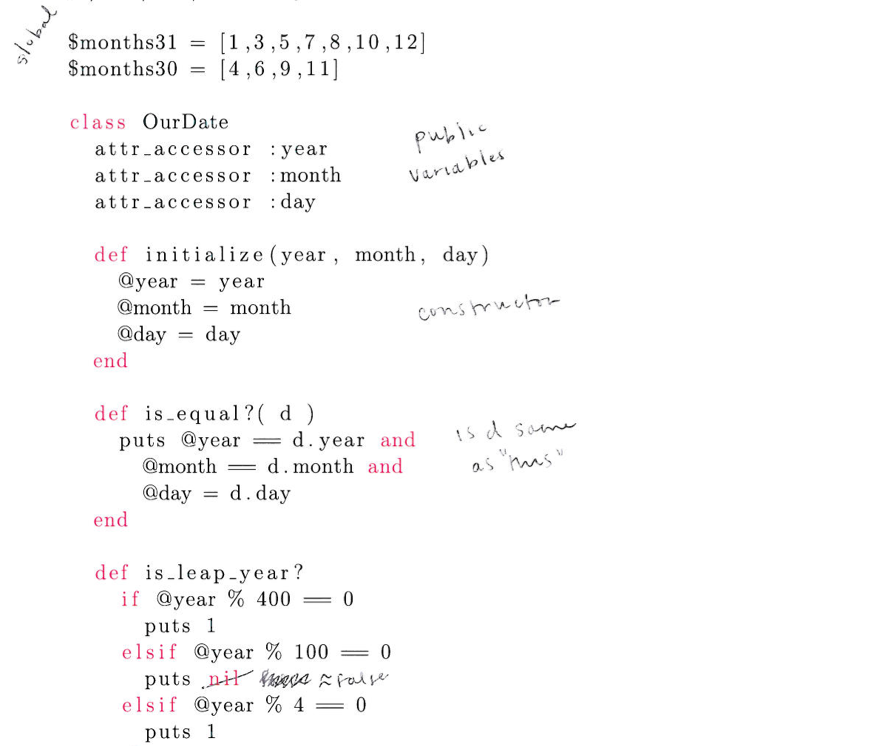 global
$months31 = [1,3,5,7,8,10,12]
$months30 = [4,6,9,11]
class OurDate
attr_accessor :year
public
attr_accessor :month
variables
attr_accessor :day
def initialize(year, month, day)
@year = year
@month = month
constructor
@day = day
end
def is_equal?( d )
puts @year == d.year and
is d same
@month == d.month and
as "this"
@day = d.day
end
def is_leap_year?
if @year % 400 == 0
puts 1
elsif @year % 100 == 0
puts nil ≈ false
elsif @year % 4 == 0
puts 1